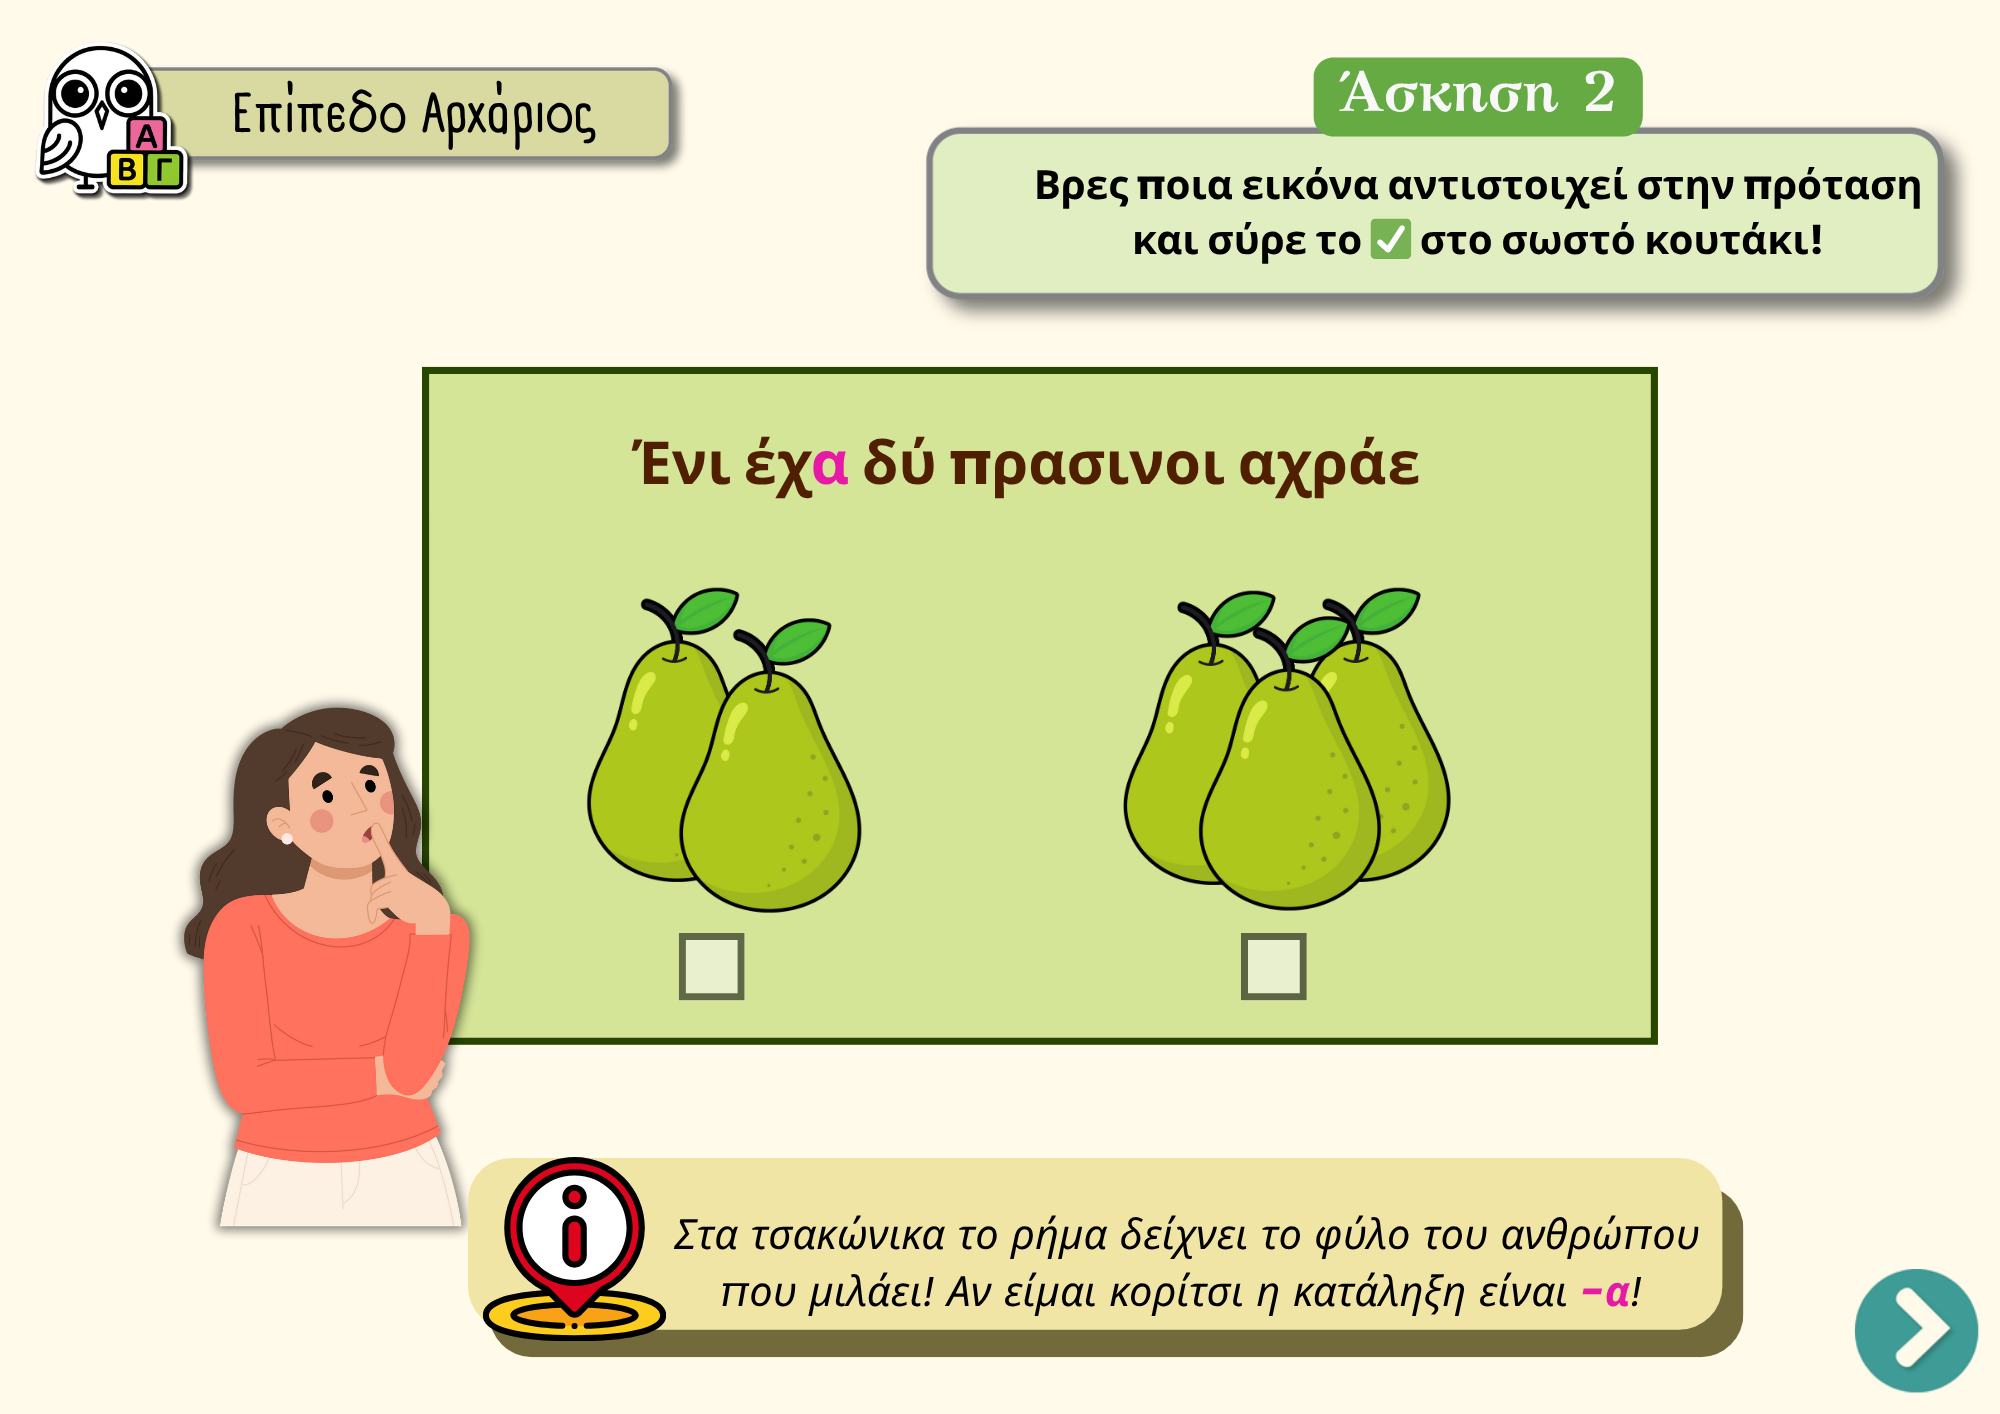 Επίπεδο Αρχάριος
Α
Β Γ
Άσκηση 2
Βρες ποια εικόνα αντιστοιχεί στην πρόταση
και σύρε το ✅ στο σωστό κουτάκι!
Ένι έχα δύ πρασινοι αχράε
Στα τσακώνικα το ρήμα δείχνει το φύλο του ανθρώπου
που μιλάει! Αν είμαι κορίτσι η κατάληξη είναι -α!